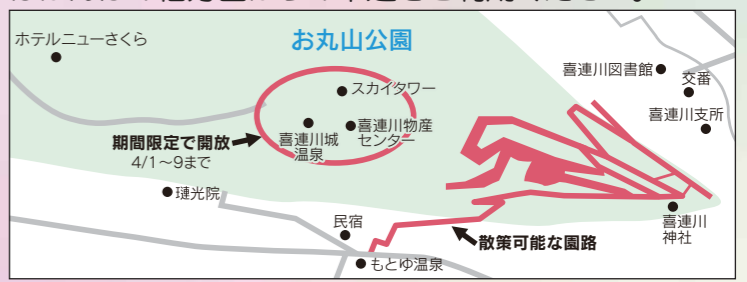 ホテルニューさくら
お丸山公園
スカイタワー
喜連川城
温泉
喜連川物産
センター
期間限定で開放
4/1〜9まで
喜連川図書館
交番
喜連川支所
璉光院
民宿
もとゆ温泉
散策可能な園路
喜連川
神社